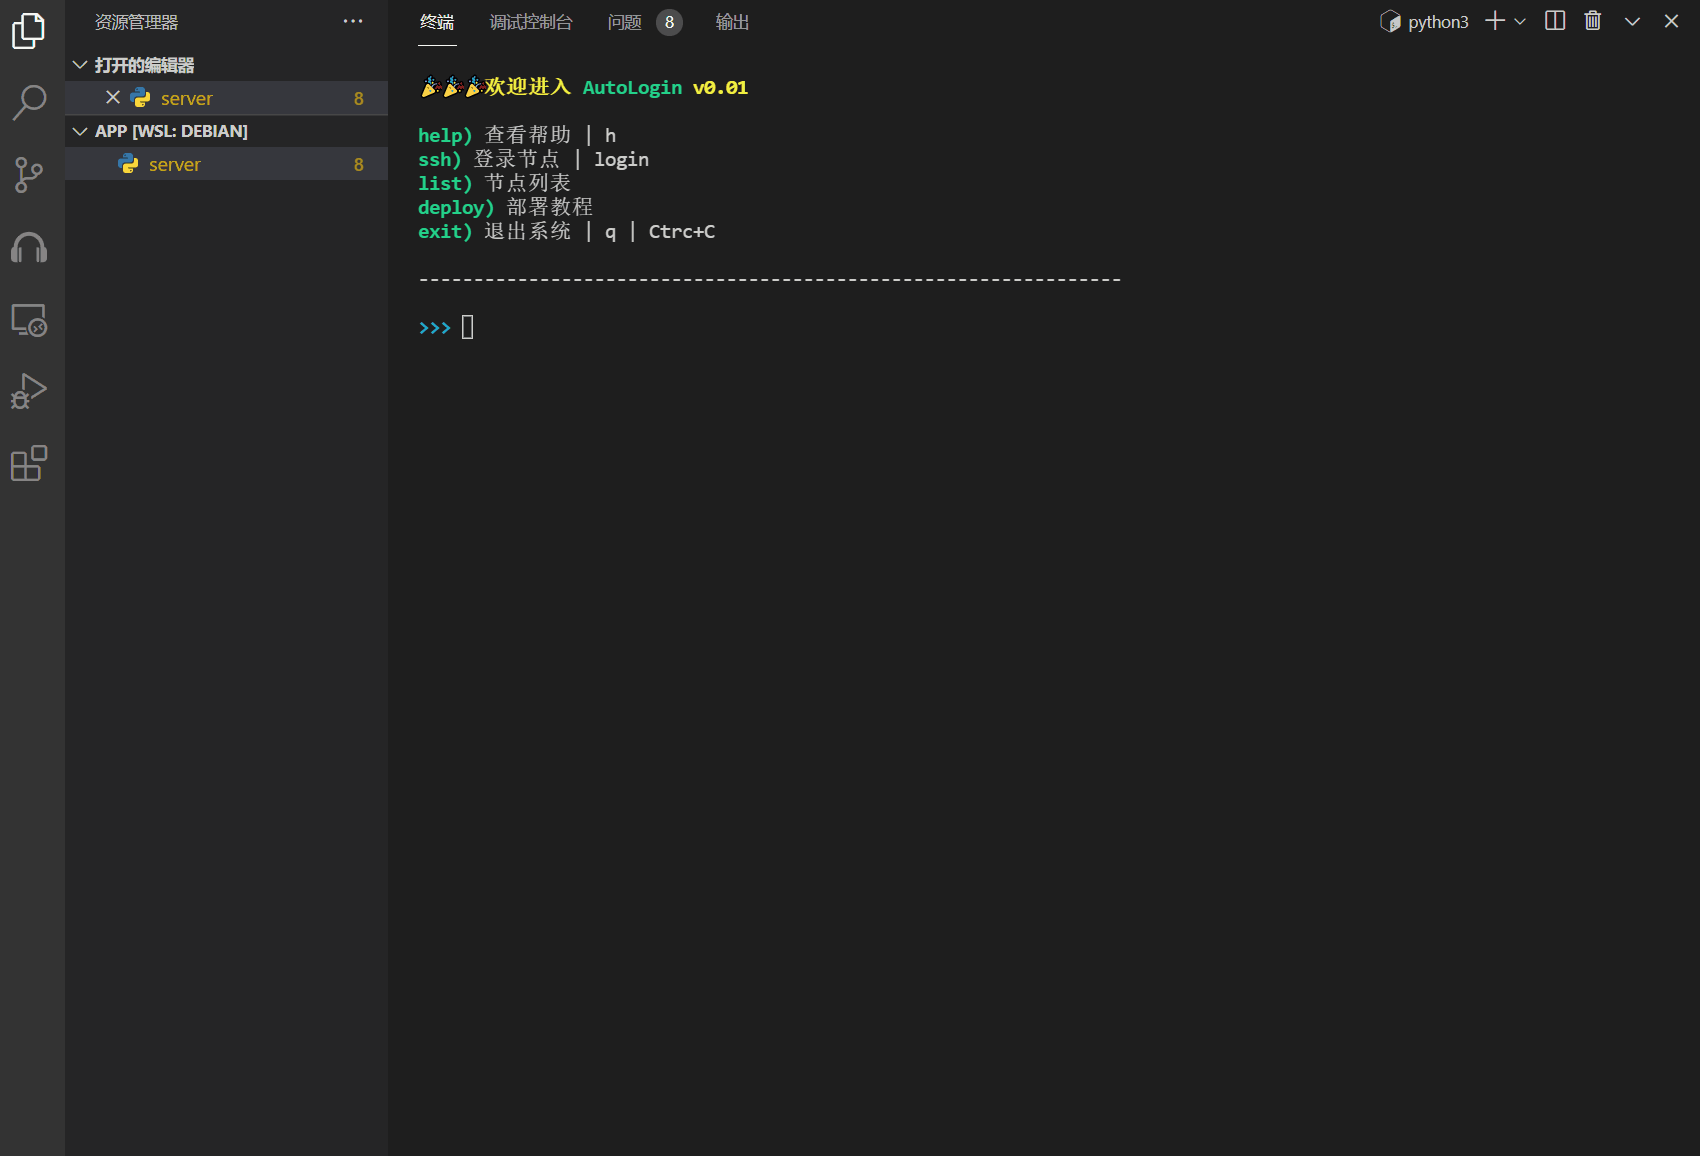 资源管理器
打开的编辑器
server 8
APP [WSL: DEBIAN]
server 8
终端 调试控制台 问题 8 输出
python3
🎉🎉🎉欢迎进入 AutoLogin v0.01
help) 查看帮助 | h
ssh) 登录节点 | login
list) 节点列表
deploy) 部署教程
exit) 退出系统 | q | Ctrc+C
----------------------------------------------------------------
>>>